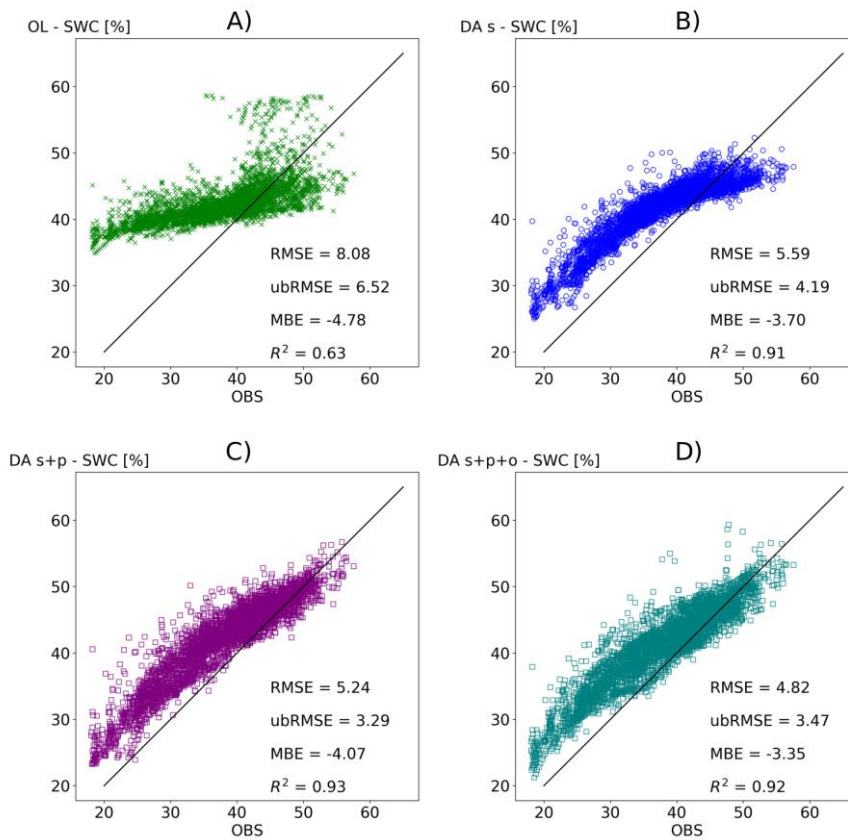 OL - SWC [%]
A)
60
50
40
30
20
RMSE = 8.08
ubRMSE = 6.52
MBE = -4.78
R² = 0.63
20 30 40 50 60
OBS
DA s - SWC [%]
B)
60
50
40
30
20
RMSE = 5.59
ubRMSE = 4.19
MBE = -3.70
R² = 0.91
20 30 40 50 60
OBS
DA s+p - SWC [%]
C)
60
50
40
30
20
RMSE = 5.24
ubRMSE = 3.29
MBE = -4.07
R² = 0.93
20 30 40 50 60
OBS
DA s+p+o - SWC [%]
D)
60
50
40
30
20
RMSE = 4.82
ubRMSE = 3.47
MBE = -3.35
R² = 0.92
20 30 40 50 60
OBS